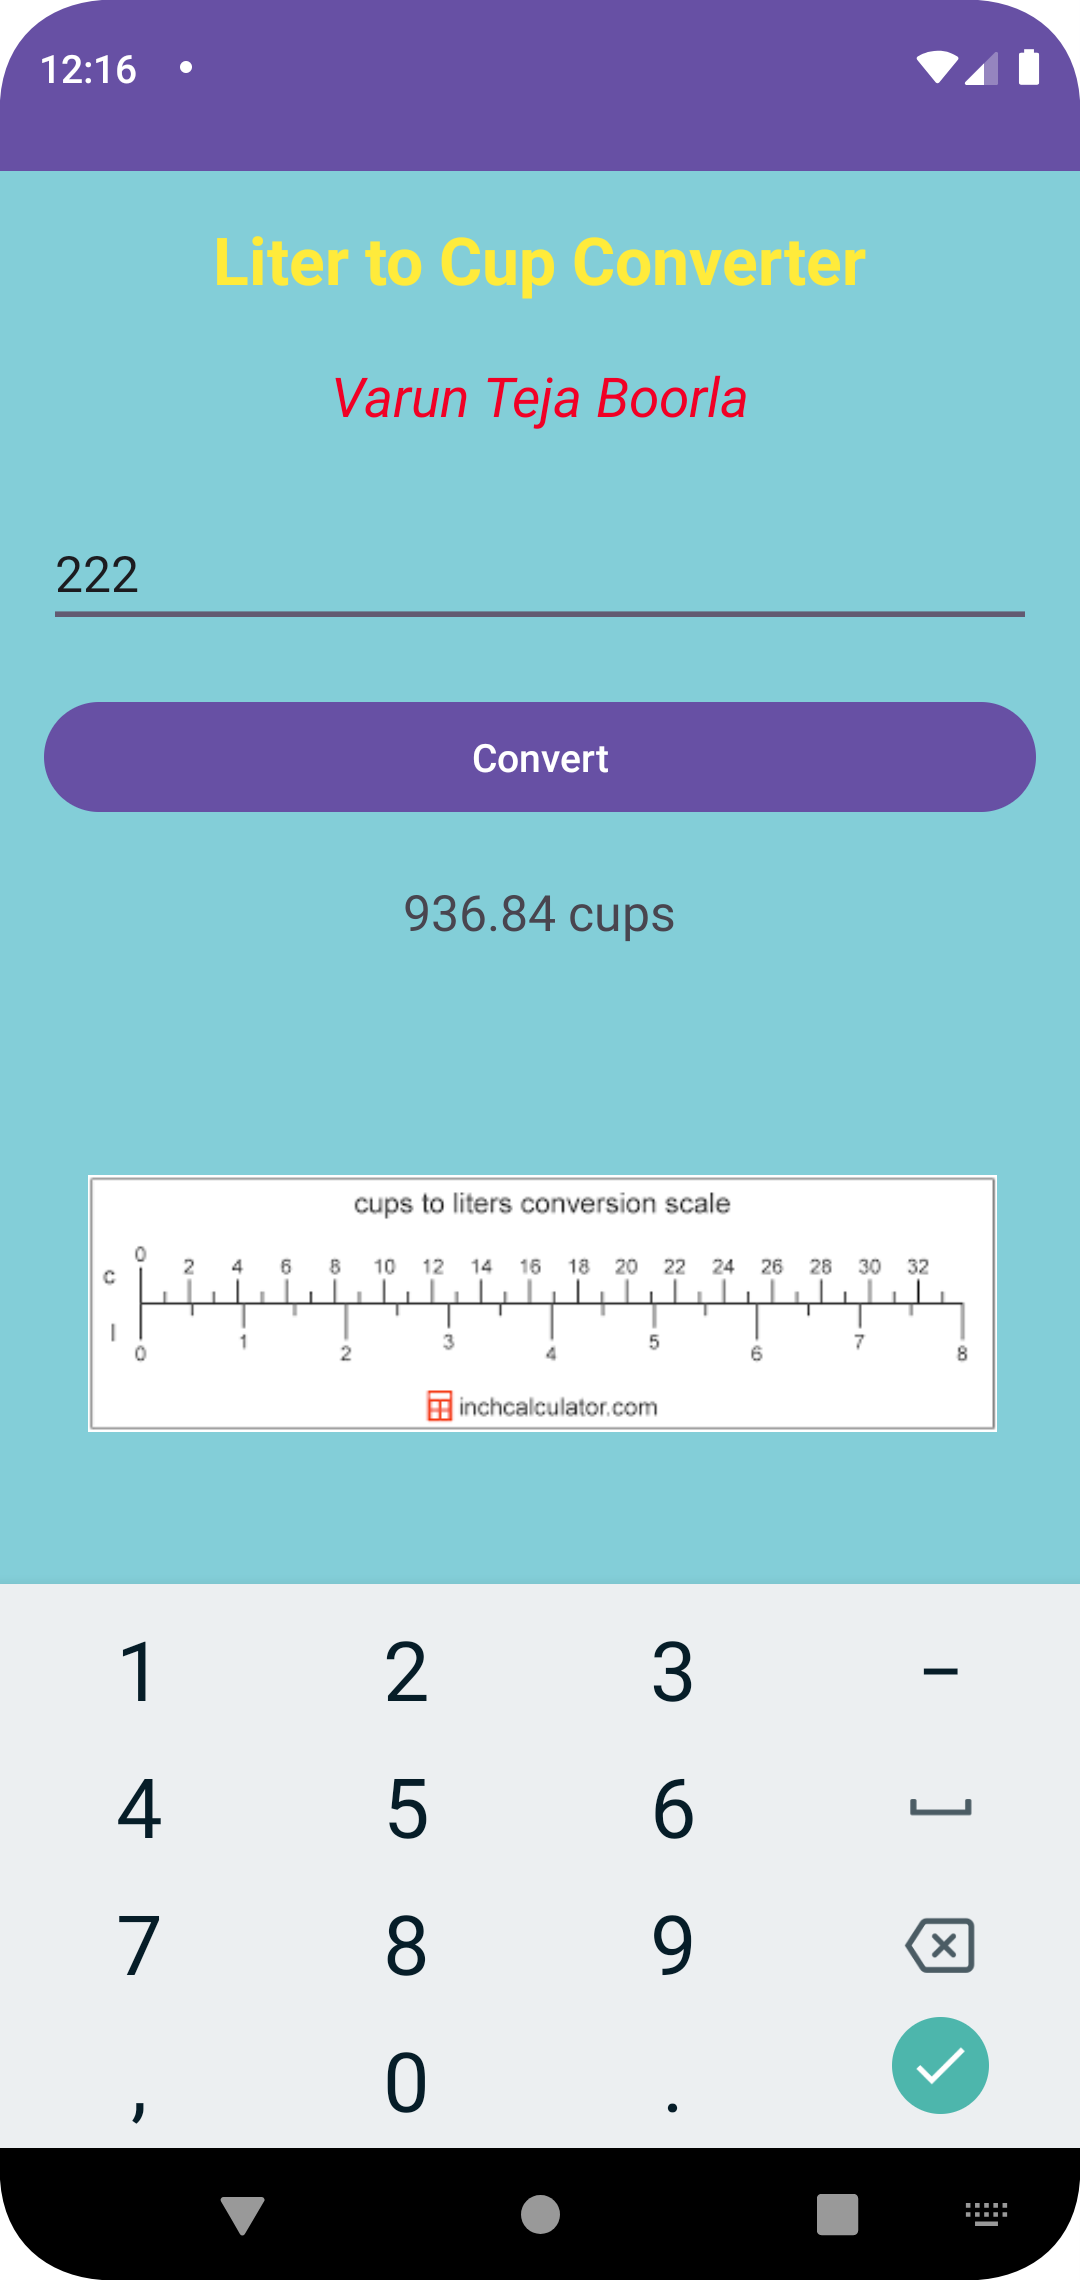 12:16
Liter to Cup Converter
Varun Teja Boorla
222
Convert
936.84 cups
cups to liters conversion scale
c 0 2 4 6 8 10 12 14 16 18 20 22 24 26 28 30 32
l 0 1 2 3 4 5 6 7 8
inchcalculator.com
1 2 3 –
4 5 6
7 8 9
, 0 .